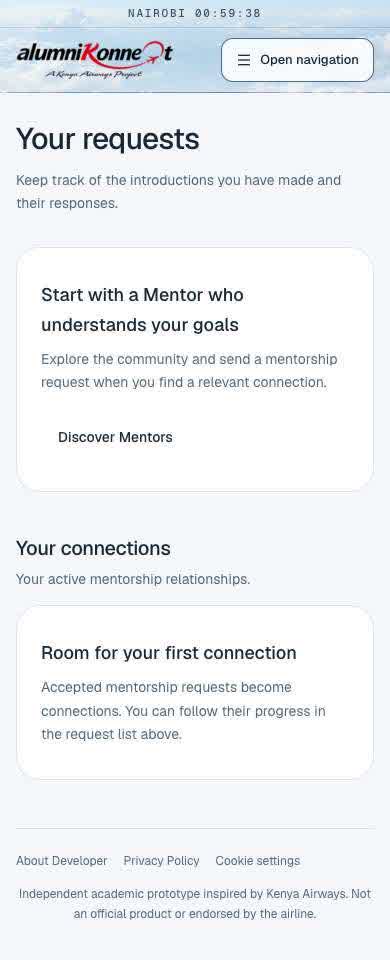 NAIROBI 00:59:38
alumniKonnect
A Kenya Airways Project
Open navigation
Your requests
Keep track of the introductions you have made and
their responses.
Start with a Mentor who
understands your goals
Explore the community and send a mentorship
request when you find a relevant connection.
Discover Mentors
Your connections
Your active mentorship relationships.
Room for your first connection
Accepted mentorship requests become
connections. You can follow their progress in
the request list above.
About Developer Privacy Policy Cookie settings
Independent academic prototype inspired by Kenya Airways. Not
an official product or endorsed by the airline.